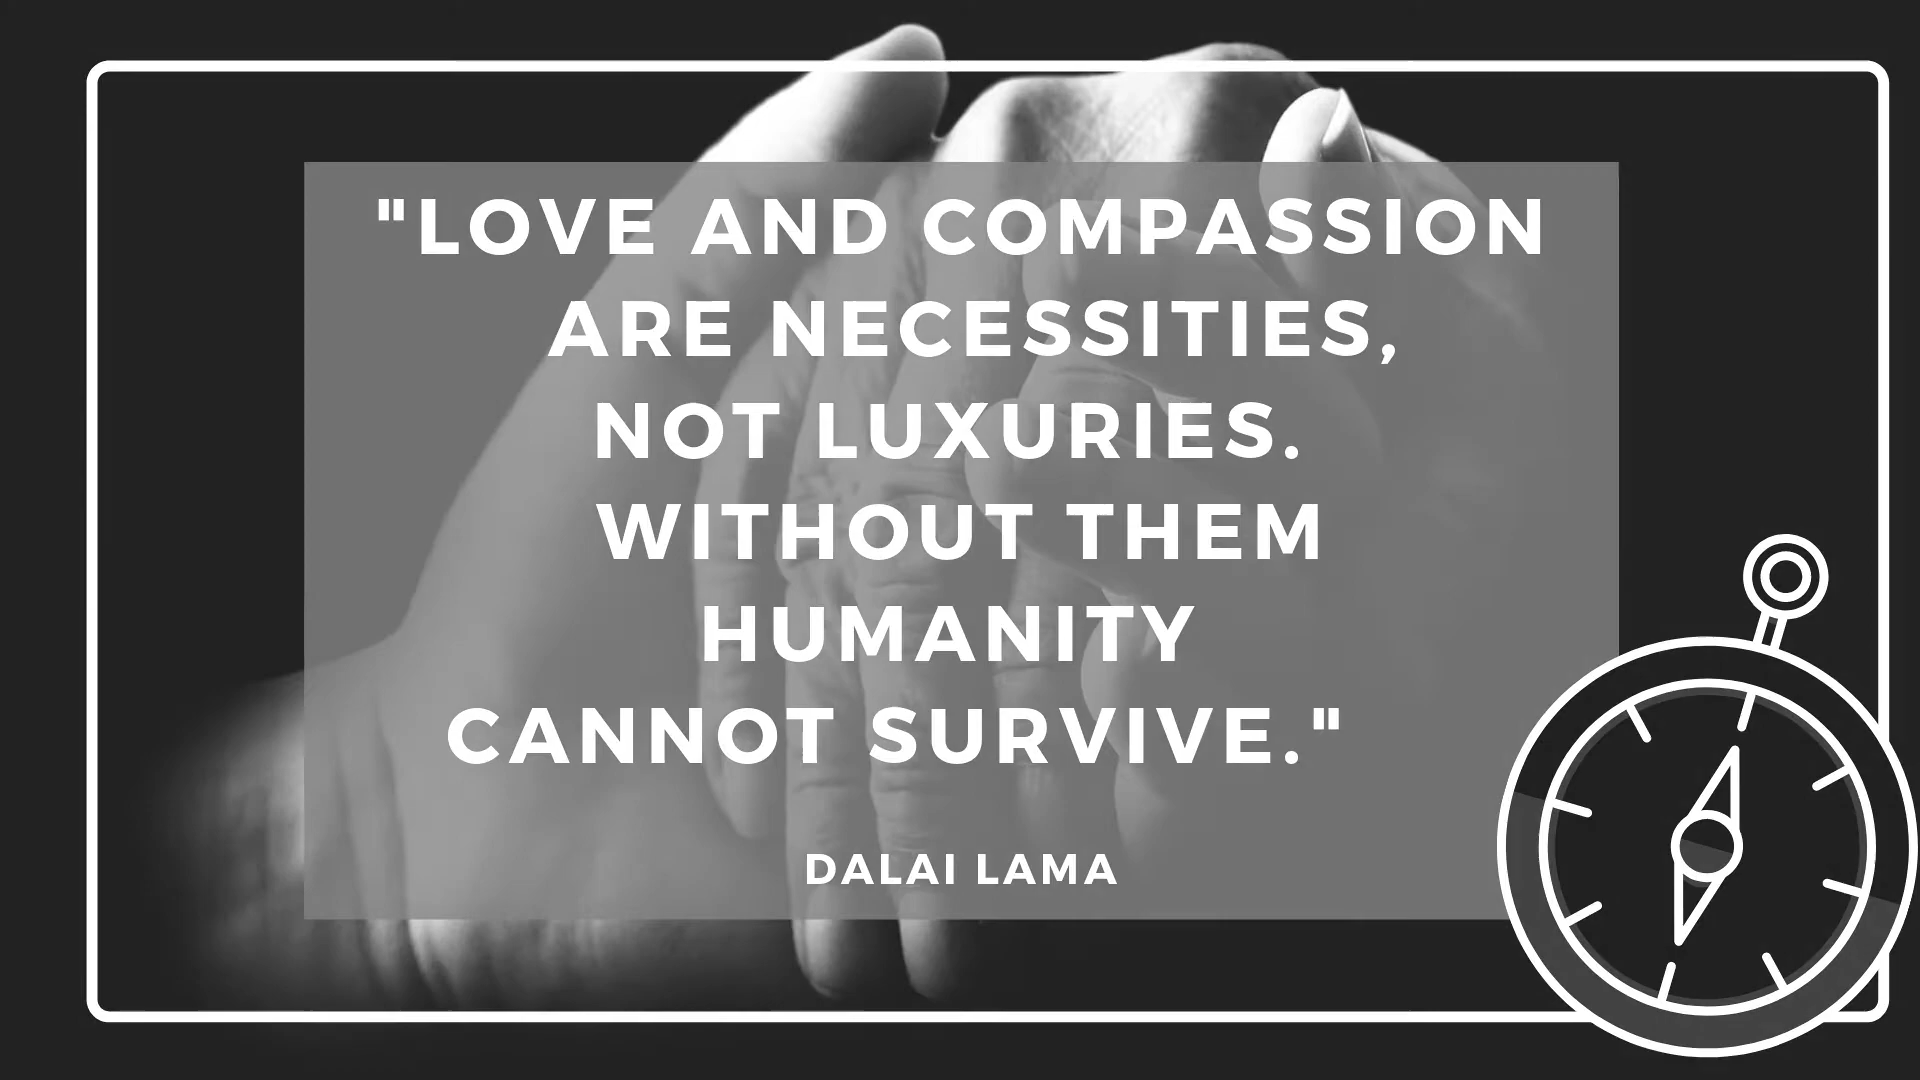 "LOVE AND COMPASSION
ARE NECESSITIES,
NOT LUXURIES.
WITHOUT THEM
HUMANITY
CANNOT SURVIVE."
DALAI LAMA